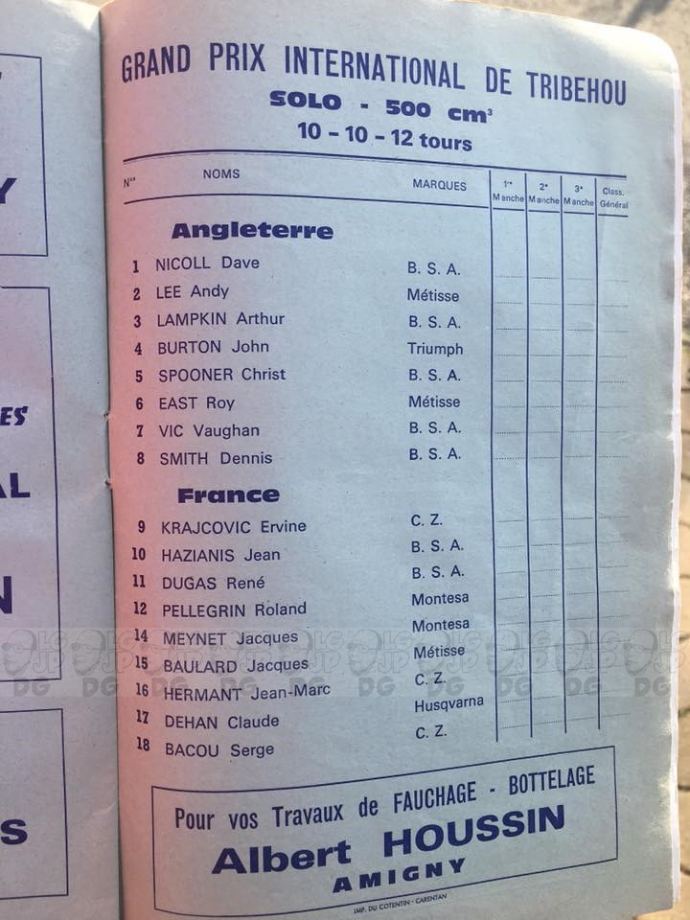 GRAND PRIX INTERNATIONAL DE TRIBEHOU
SOLO - 500 cm³
10 - 10 - 12 tours
Nos NOMS MARQUES 1re Manche 2e Manche 3e Manche Class. Général
Angleterre
1 NICOLL Dave B. S. A.
2 LEE Andy Métisse
3 LAMPKIN Arthur B. S. A.
4 BURTON John Triumph
5 SPOONER Christ B. S. A.
6 EAST Roy Métisse
7 VIC Vaughan B. S. A.
8 SMITH Dennis B. S. A.
France
9 KRAJCOVIC Ervine C. Z.
10 HAZIANIS Jean B. S. A.
11 DUGAS René B. S. A.
12 PELLEGRIN Roland Montesa
14 MEYNET Jacques Montesa
15 BAULARD Jacques Métisse
16 HERMANT Jean-Marc C. Z.
17 DEHAN Claude Husqvarna
18 BACOU Serge C. Z.
Pour vos Travaux de FAUCHAGE - BOTTELAGE
Albert HOUSSIN
AMIGNY
IMP. DU COTENTIN - CARENTAN